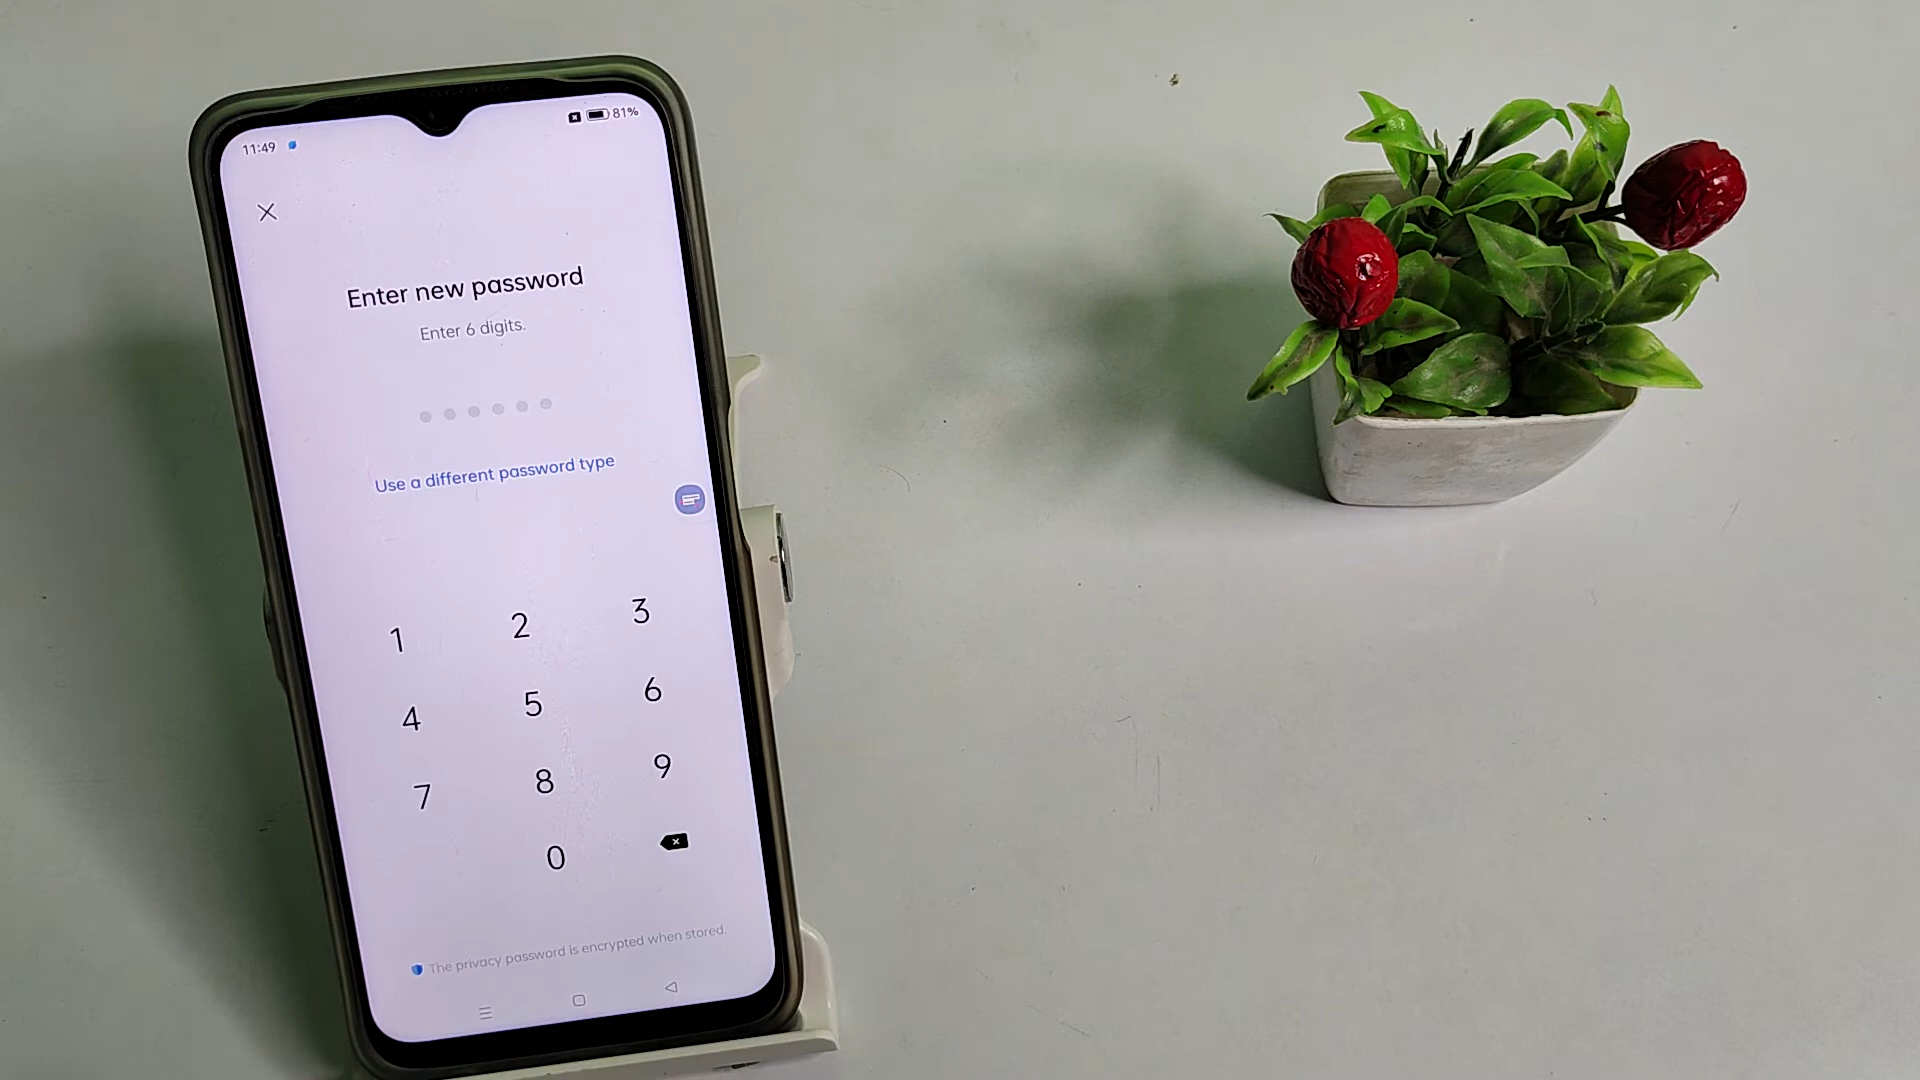 11:49 81%
Enter new password
Enter 6 digits.
Use a different password type
1 2 3
4 5 6
7 8 9
0
The privacy password is encrypted when stored.